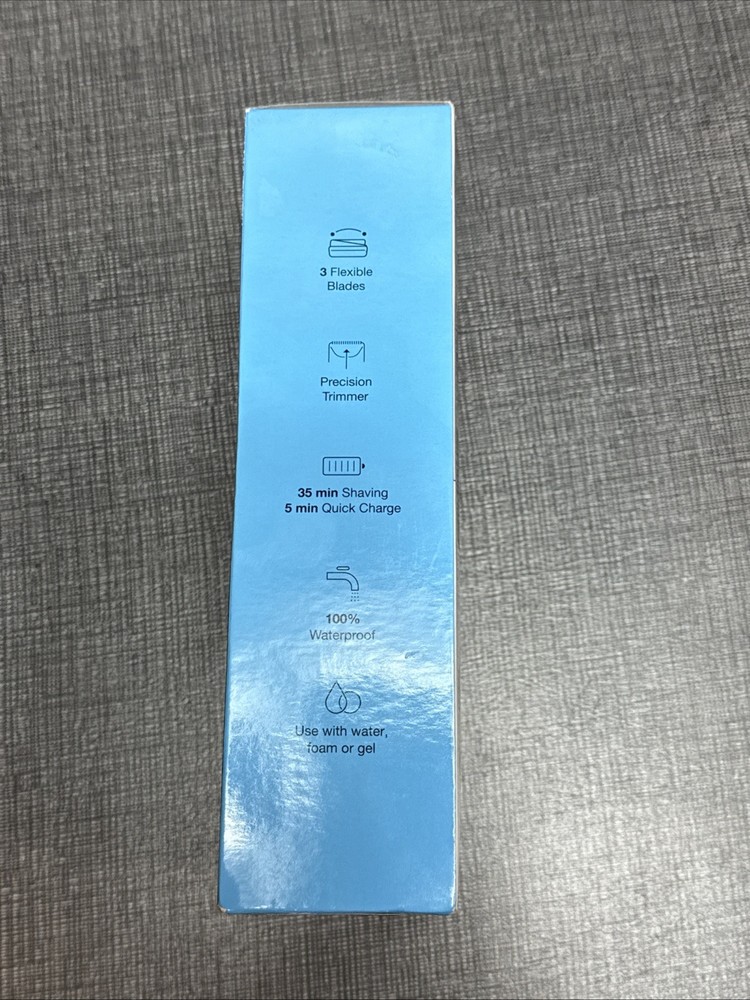 3 Flexible
Blades
Precision
Trimmer
35 min Shaving
5 min Quick Charge
100%
Waterproof
Use with water,
foam or gel